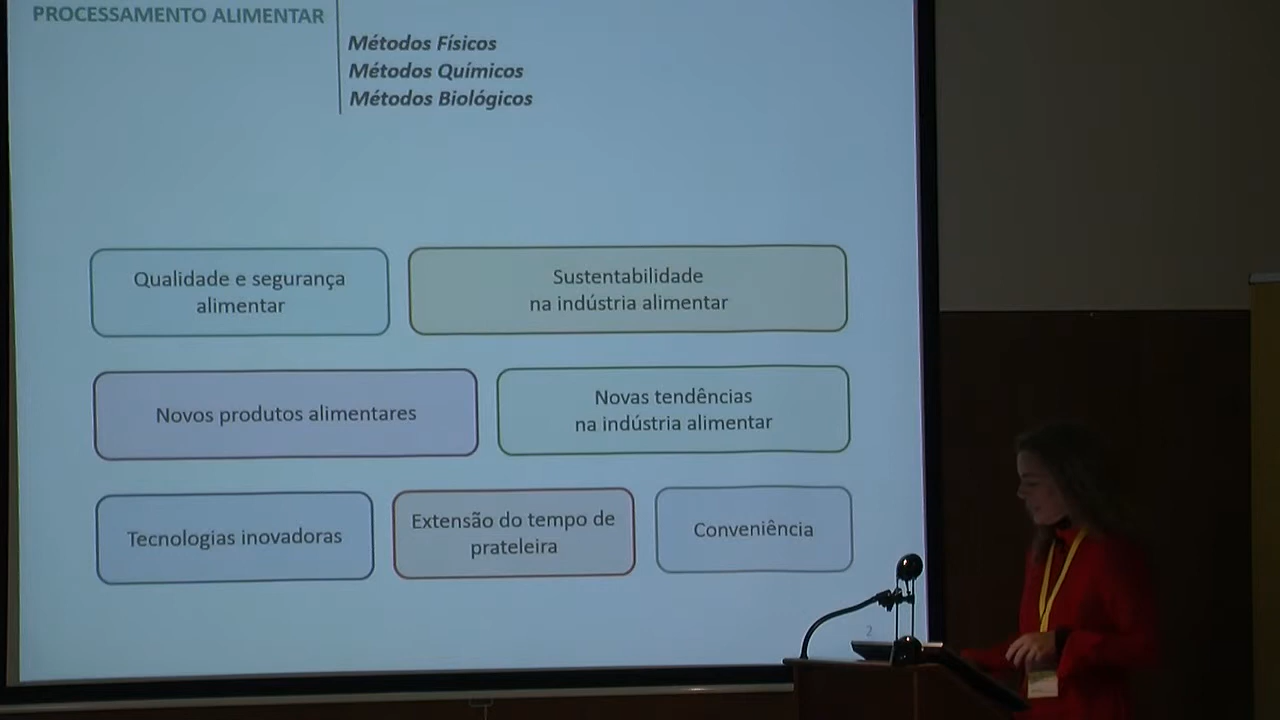 PROCESSAMENTO ALIMENTAR
Métodos Físicos
Métodos Químicos
Métodos Biológicos
Qualidade e segurança
alimentar
Sustentabilidade
na indústria alimentar
Novos produtos alimentares
Novas tendências
na indústria alimentar
Tecnologias inovadoras
Extensão do tempo de
prateleira
Conveniência
2